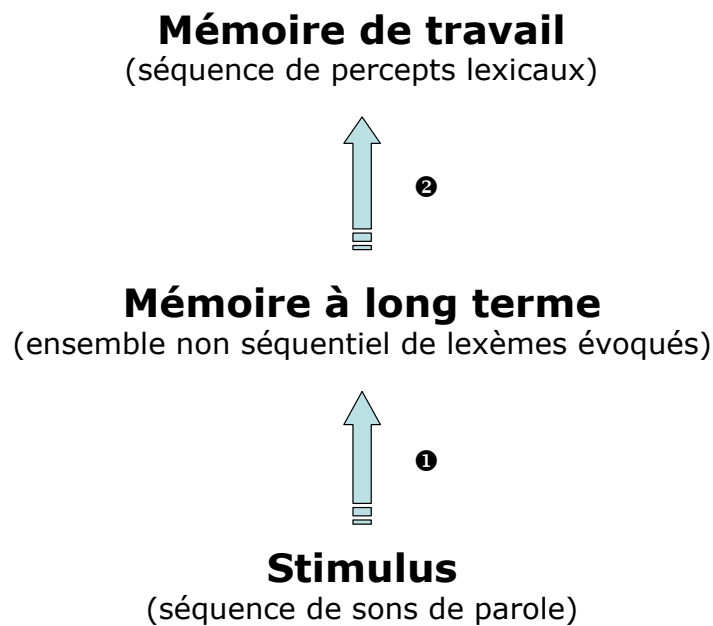 Mémoire de travail
(séquence de percepts lexicaux)
❷
Mémoire à long terme
(ensemble non séquentiel de lexèmes évoqués)
❶
Stimulus
(séquence de sons de parole)